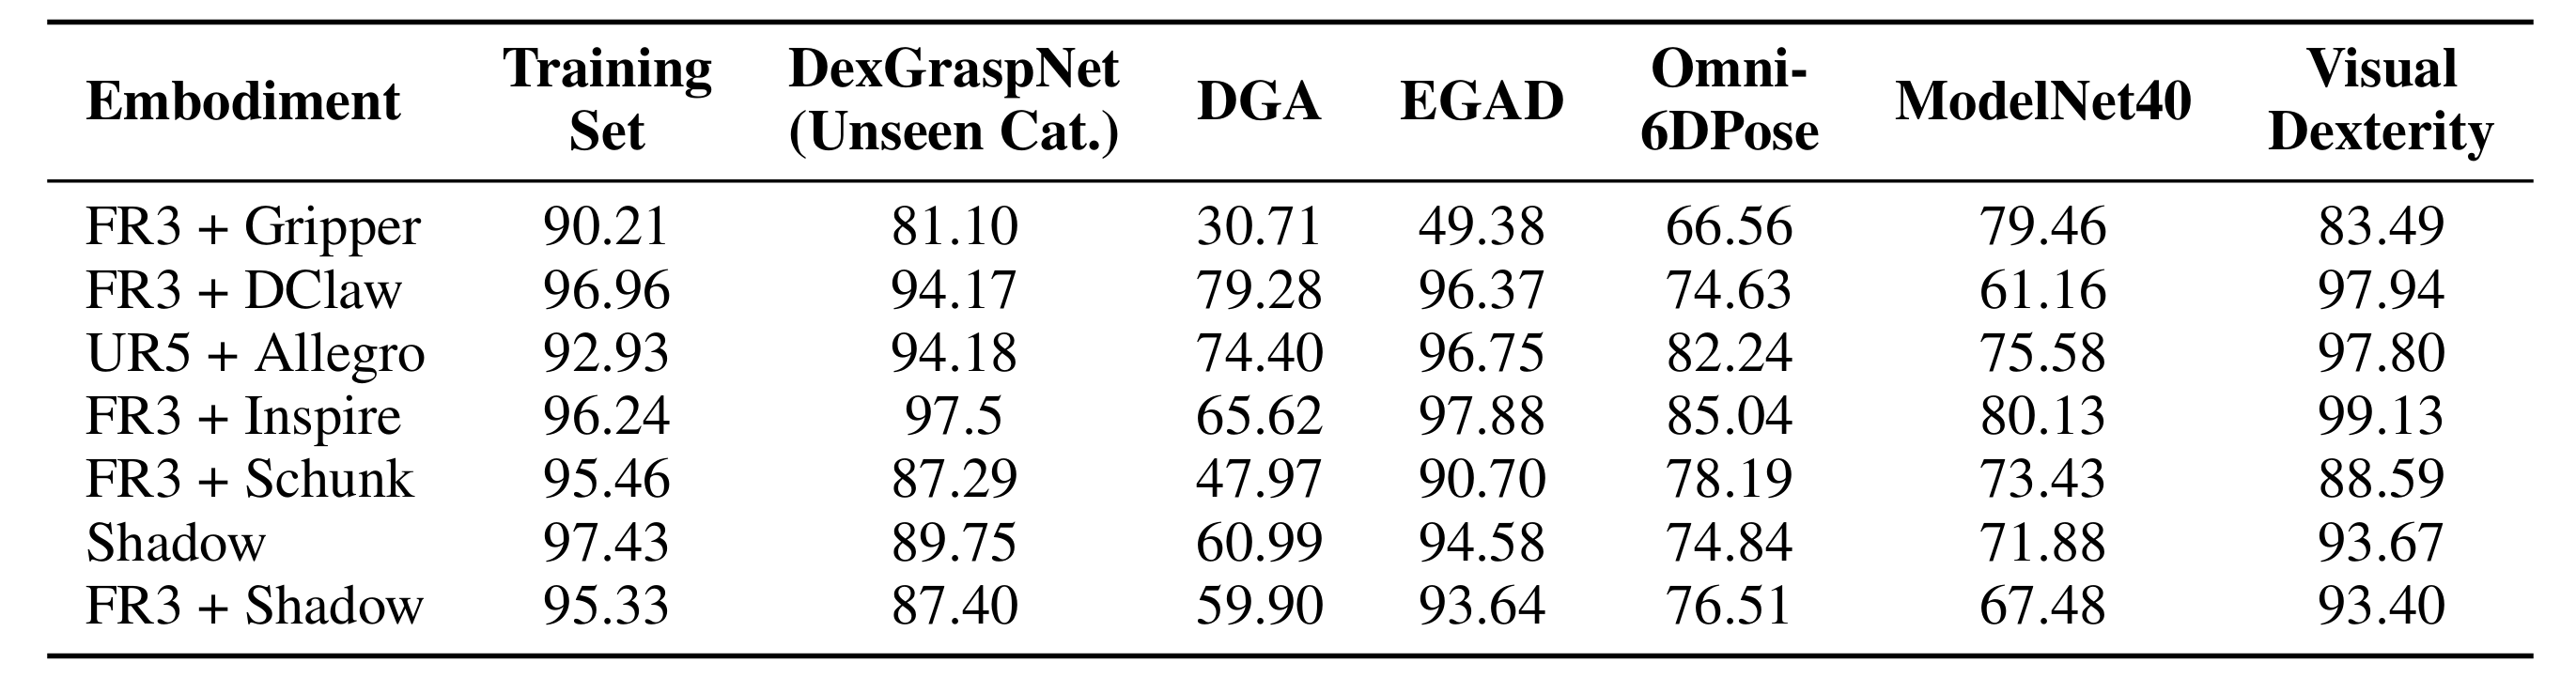 Embodiment Training Set DexGraspNet (Unseen Cat.) DGA EGAD Omni-6DPose ModelNet40 Visual Dexterity
FR3 + Gripper 90.21 81.10 30.71 49.38 66.56 79.46 83.49
FR3 + DClaw 96.96 94.17 79.28 96.37 74.63 61.16 97.94
UR5 + Allegro 92.93 94.18 74.40 96.75 82.24 75.58 97.80
FR3 + Inspire 96.24 97.5 65.62 97.88 85.04 80.13 99.13
FR3 + Schunk 95.46 87.29 47.97 90.70 78.19 73.43 88.59
Shadow 97.43 89.75 60.99 94.58 74.84 71.88 93.67
FR3 + Shadow 95.33 87.40 59.90 93.64 76.51 67.48 93.40